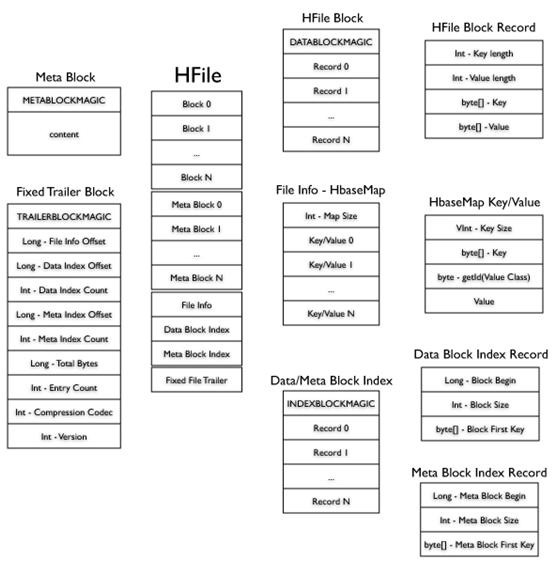 Meta Block
METABLOCKMAGIC
content
Fixed Trailer Block
TRAILERBLOCKMAGIC
Long - File Info Offset
Long - Data Index Offset
Int - Data Index Count
Long - Meta Index Offset
Int - Meta Index Count
Long - Total Bytes
Int - Entry Count
Int - Compression Codec
Int - Version
HFile
Block 0
Block 1
...
Block N
Meta Block 0
Meta Block 1
...
Meta Block N
File Info
Data Block Index
Meta Block Index
Fixed File Trailer
HFile Block
DATABLOCKMAGIC
Record 0
Record 1
...
Record N
File Info - HbaseMap
Int - Map Size
Key/Value 0
Key/Value 1
...
Key/Value N
Data/Meta Block Index
INDEXBLOCKMAGIC
Record 0
Record 1
...
Record N
HFile Block Record
Int - Key length
Int - Value length
byte[] - Key
byte[] - Value
HbaseMap Key/Value
VInt - Key Size
byte[] - Key
byte - getId(Value Class)
Value
Data Block Index Record
Long - Block Begin
Int - Block Size
byte[] - Block First Key
Meta Block Index Record
Long - Meta Block Begin
Int - Meta Block Size
byte[] - Meta Block First Key